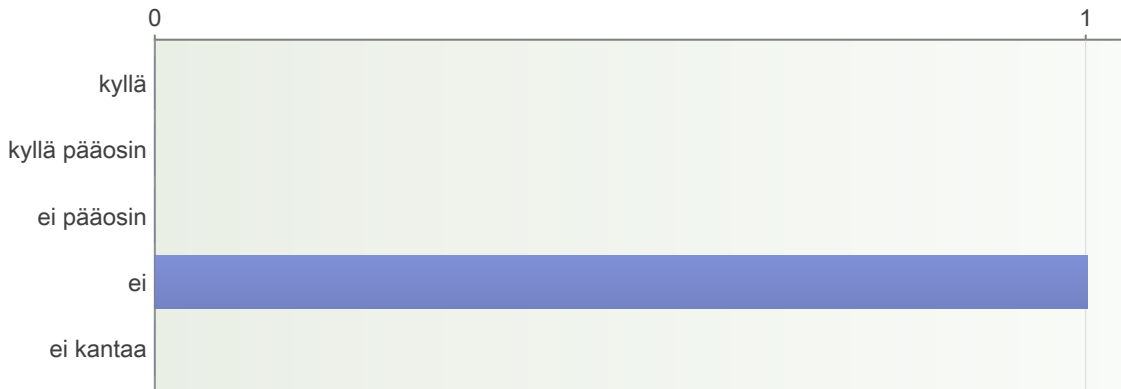 0 1
kyllä
kyllä pääosin
ei pääosin
ei
ei kantaa